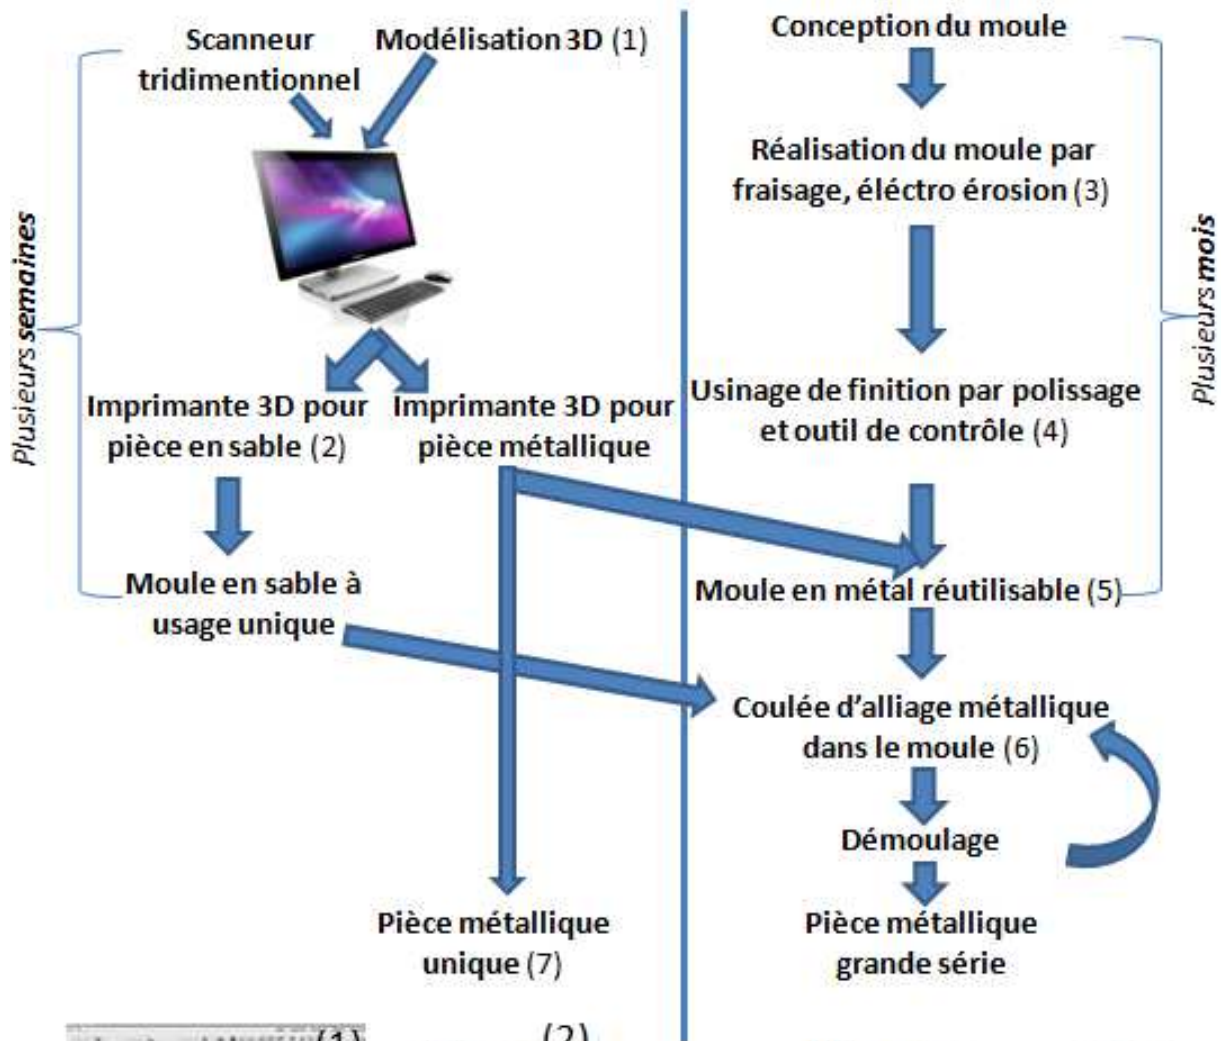 Scanneur
tridimentionnel
Modélisation 3D (1)
Plusieurs semaines
Imprimante 3D pour
pièce en sable (2)
Imprimante 3D pour
pièce métallique
Moule en sable à
usage unique
Pièce métallique
unique (7)
(1)
(2)
Conception du moule
Réalisation du moule par
fraisage, éléctro érosion (3)
Plusieurs mois
Usinage de finition par polissage
et outil de contrôle (4)
Moule en métal réutilisable (5)
Coulée d'alliage métallique
dans le moule (6)
Démoulage
Pièce métallique
grande série